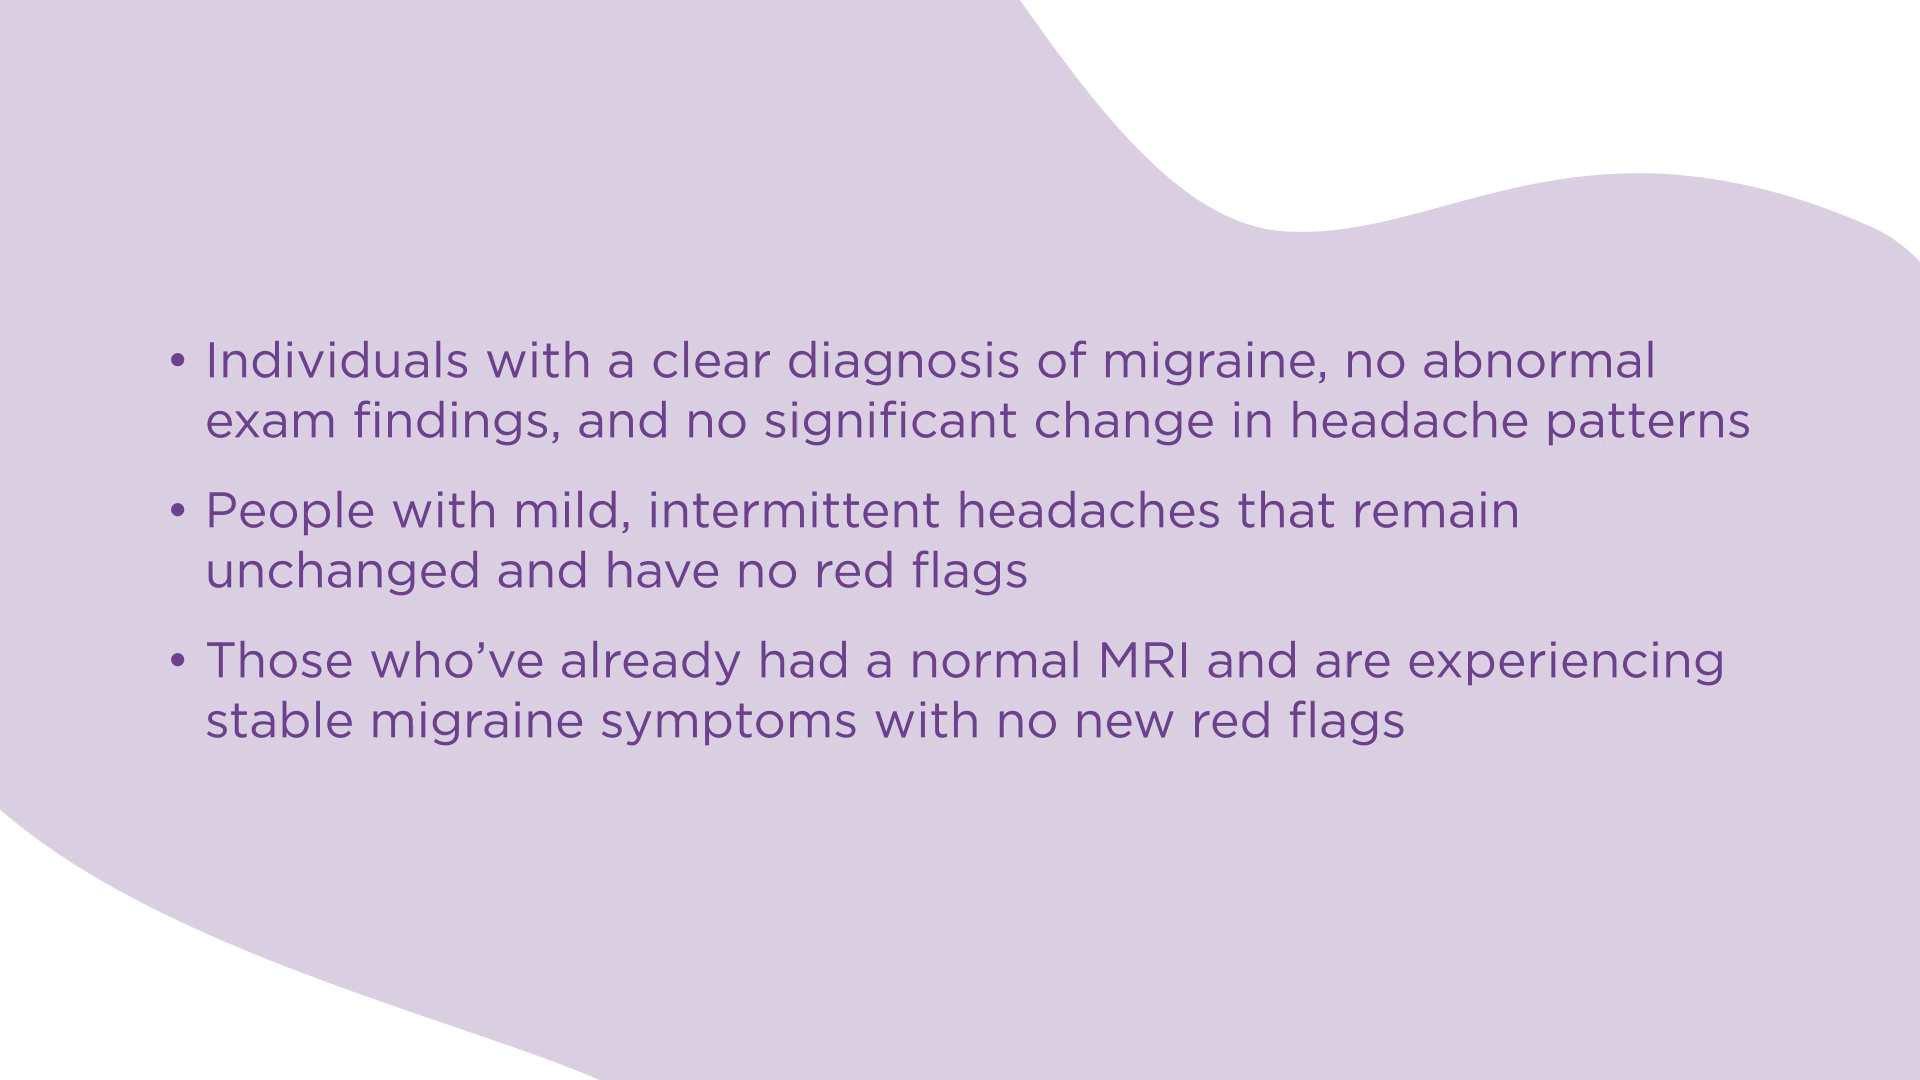 • Individuals with a clear diagnosis of migraine, no abnormal
exam findings, and no significant change in headache patterns
• People with mild, intermittent headaches that remain
unchanged and have no red flags
• Those who’ve already had a normal MRI and are experiencing
stable migraine symptoms with no new red flags